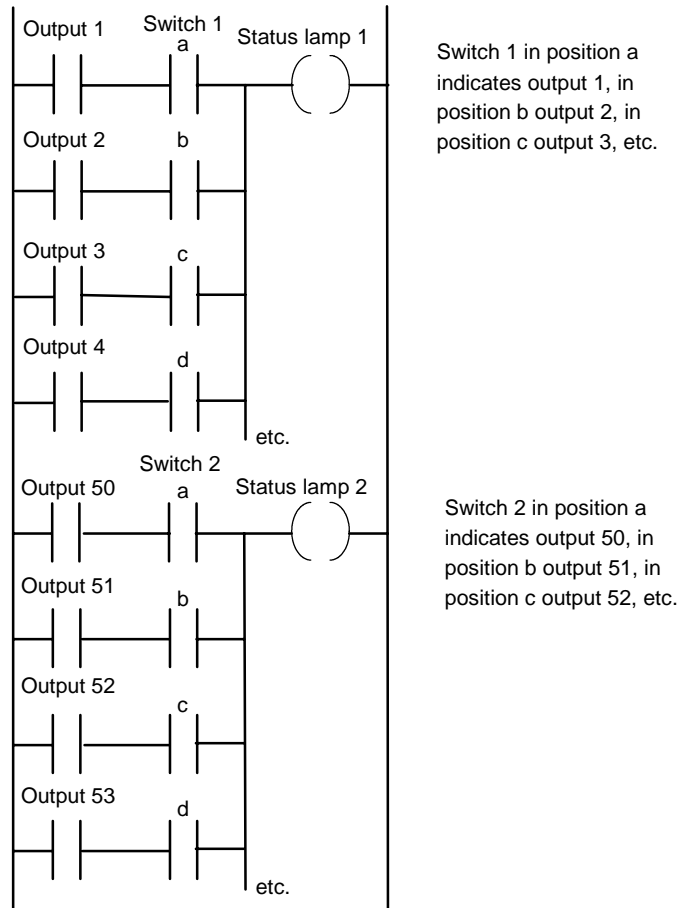 Output 1
Switch 1
a
Status lamp 1
Switch 1 in position a
indicates output 1, in
position b output 2, in
position c output 3, etc.
Output 2
b
Output 3
c
Output 4
d
etc.
Switch 2
Output 50
a
Status lamp 2
Switch 2 in position a
indicates output 50, in
position b output 51, in
position c output 52, etc.
Output 51
b
Output 52
c
Output 53
d
etc.